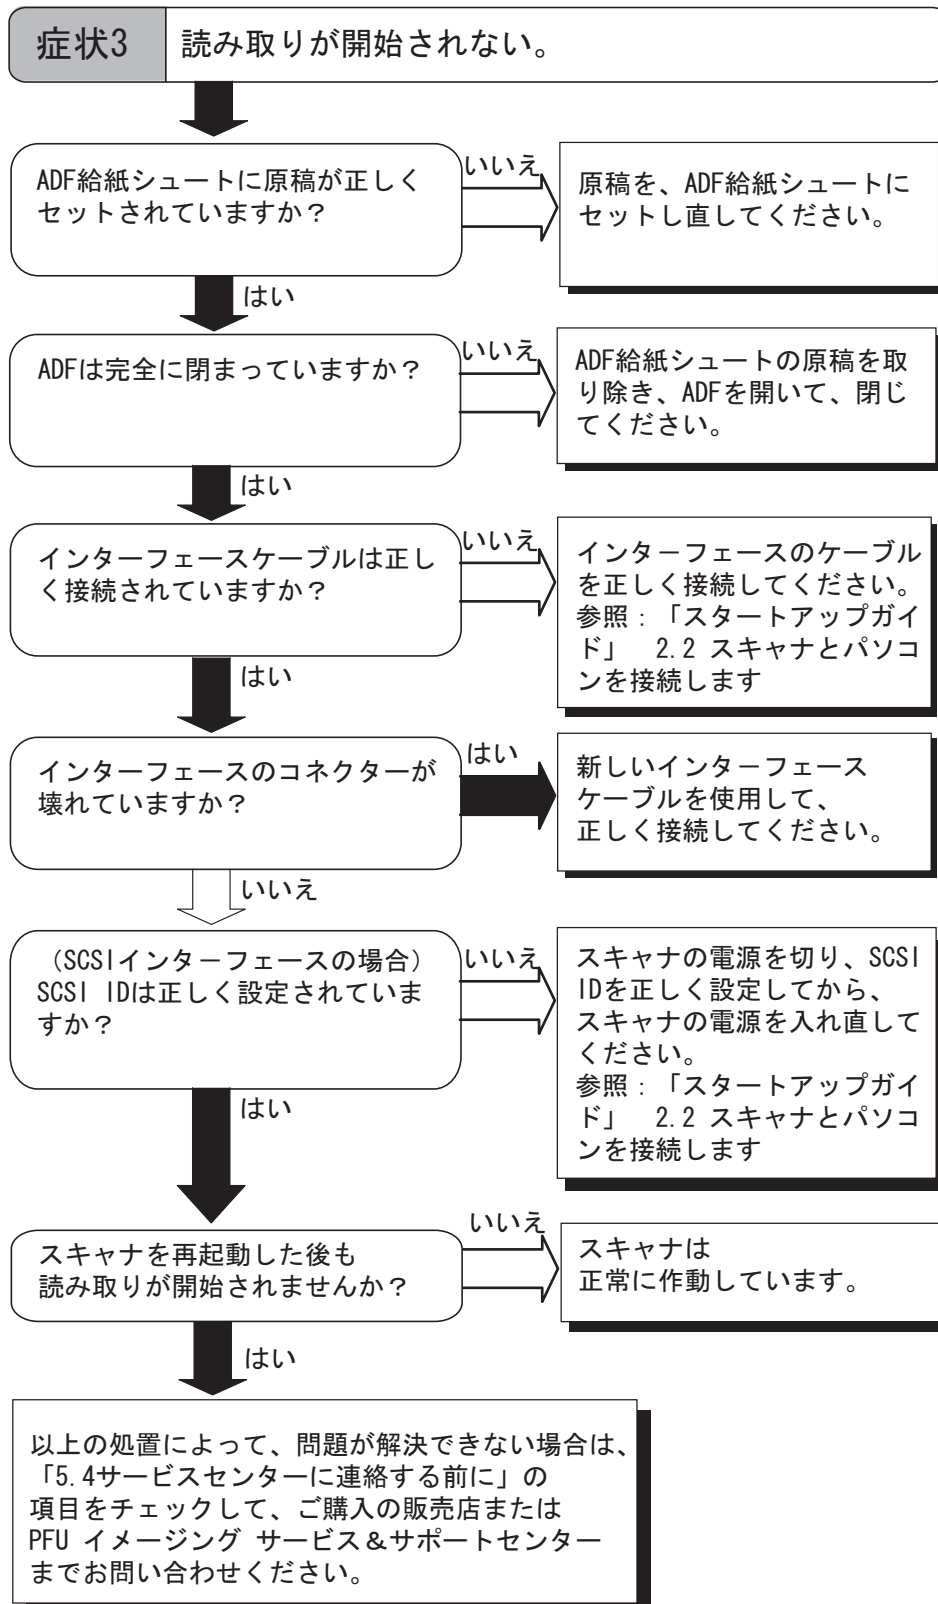 症状3
読み取りが開始されない。
ADF給紙シュートに原稿が正しく
セットされていますか？
いいえ
原稿を、ADF給紙シュートに
セットし直してください。
はい
ADFは完全に閉まっていますか？
いいえ
ADF給紙シュートの原稿を取
り除き、ADFを開いて、閉じ
てください。
はい
インターフェースケーブルは正し
く接続されていますか？
いいえ
インターフェースのケーブル
を正しく接続してください。
参照：「スタートアップガイ
ド」 2.2 スキャナとパソコ
ンを接続します
はい
インターフェースのコネクターが
壊れていますか？
はい
新しいインターフェース
ケーブルを使用して、
正しく接続してください。
いいえ
（SCSIインターフェースの場合）
SCSI IDは正しく設定されていま
すか？
いいえ
スキャナの電源を切り、SCSI
IDを正しく設定してから、
スキャナの電源を入れ直して
ください。
参照：「スタートアップガイ
ド」 2.2 スキャナとパソコ
ンを接続します
はい
スキャナを再起動した後も
読み取りが開始されませんか？
いいえ
スキャナは
正常に作動しています。
はい
以上の処置によって、問題が解決できない場合は、
「5.4サービスセンターに連絡する前に」の
項目をチェックして、ご購入の販売店または
PFU イメージング サービス＆サポートセンター
までお問い合わせください。